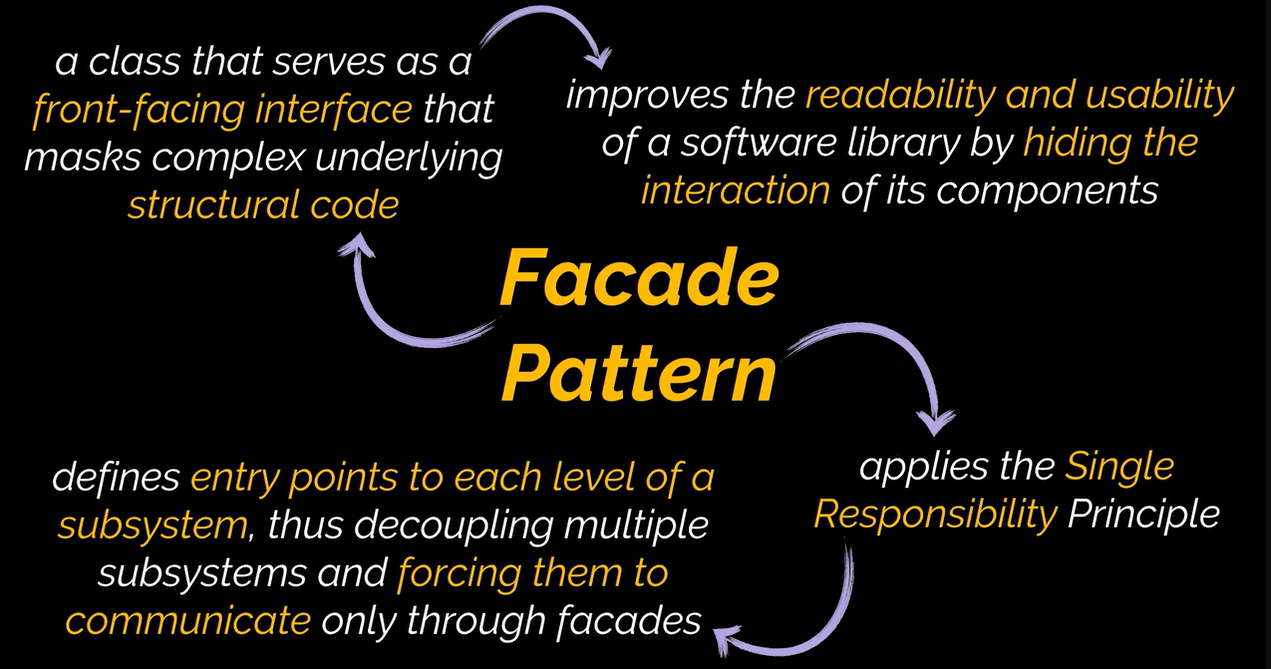 a class that serves as a
front-facing interface that
masks complex underlying
structural code
improves the readability and usability
of a software library by hiding the
interaction of its components
Facade
Pattern
applies the Single
Responsibility Principle
defines entry points to each level of a
subsystem, thus decoupling multiple
subsystems and forcing them to
communicate only through facades